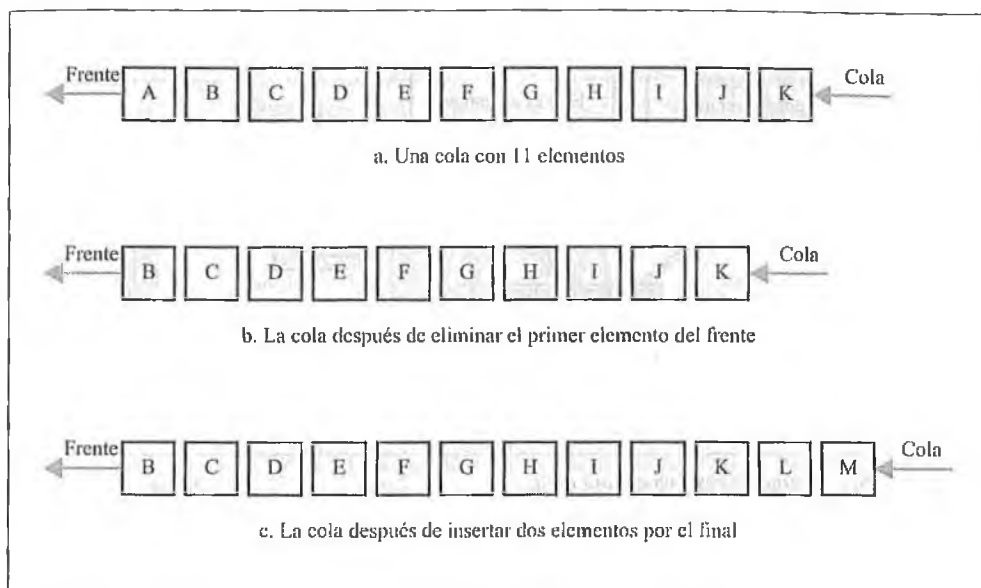 Frente A B C D E F G H I J K Cola
a. Una cola con 11 elementos
Frente B C D E F G H I J K Cola
b. La cola después de eliminar el primer elemento del frente
Frente B C D E F G H I J K L M Cola
c. La cola después de insertar dos elementos por el final